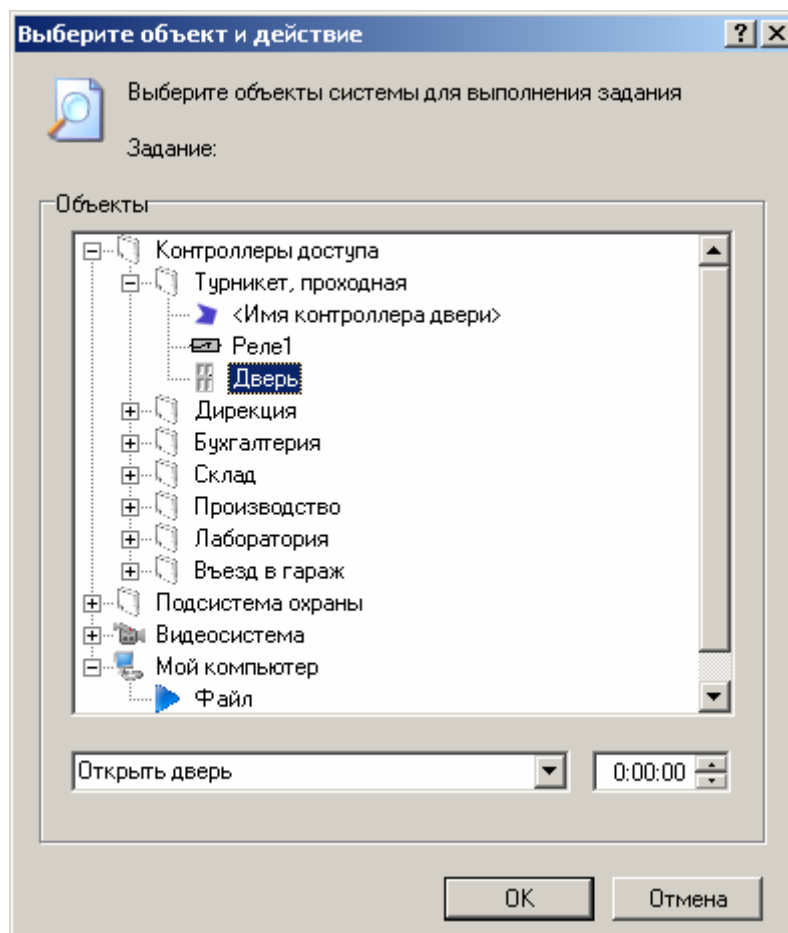 Выберите объект и действие
Выберите объекты системы для выполнения задания
Задание:
Объекты
Контроллеры доступа
Турникет, проходная
<Имя контроллера двери>
Реле1
Дверь
Дирекция
Бухгалтерия
Склад
Производство
Лаборатория
Въезд в гараж
Подсистема охраны
Видеосистема
Мой компьютер
Файл
Открыть дверь 0:00:00
OK Отмена